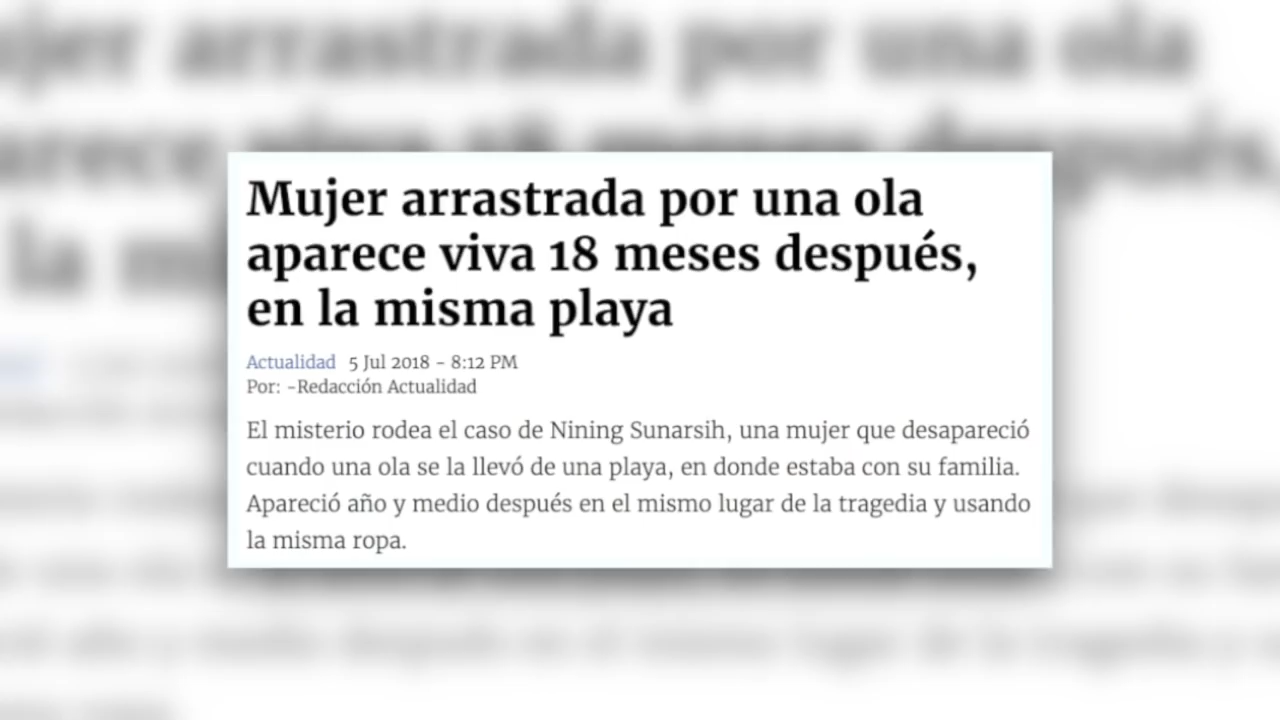 Mujer arrastrada por una ola
aparece viva 18 meses después,
en la misma playa
Actualidad 5 Jul 2018 - 8:12 PM
Por: -Redacción Actualidad
El misterio rodea el caso de Nining Sunarsih, una mujer que desapareció
cuando una ola se la llevó de una playa, en donde estaba con su familia.
Apareció año y medio después en el mismo lugar de la tragedia y usando
la misma ropa.